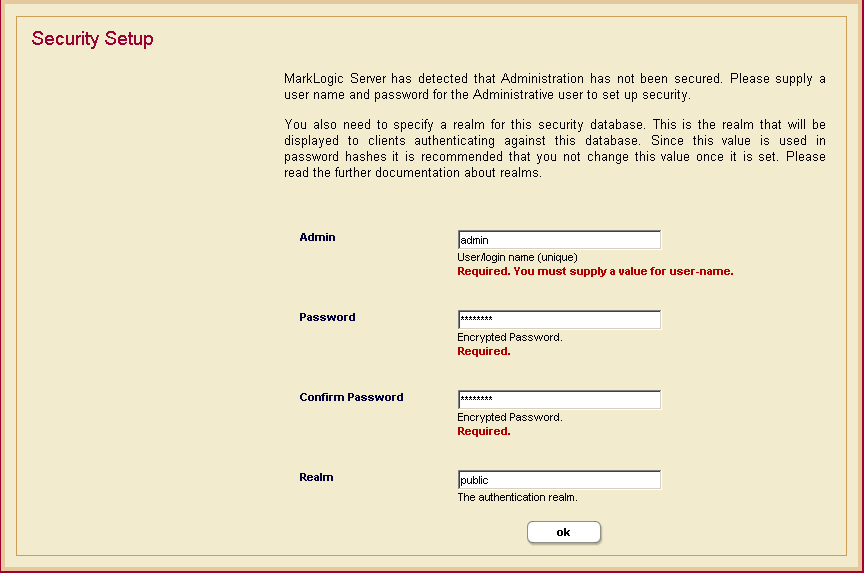 Security Setup
MarkLogic Server has detected that Administration has not been secured. Please supply a
user name and password for the Administrative user to set up security.
You also need to specify a realm for this security database. This is the realm that will be
displayed to clients authenticating against this database. Since this value is used in
password hashes it is recommended that you not change this value once it is set. Please
read the further documentation about realms.
Admin
admin
User/login name (unique)
Required. You must supply a value for user-name.
Password
********
Encrypted Password.
Required.
Confirm Password
********
Encrypted Password.
Required.
Realm
public
The authentication realm.
ok